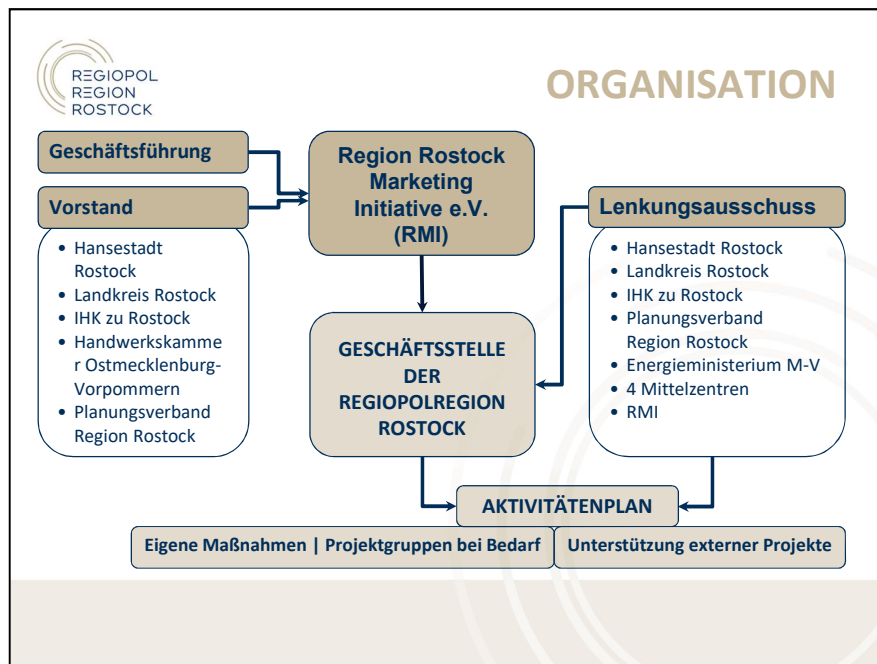 REGIOPOL
REGION
ROSTOCK
ORGANISATION
Geschäftsführung
Vorstand
• Hansestadt
Rostock
• Landkreis Rostock
• IHK zu Rostock
• Handwerkskamme
r Ostmecklenburg-
Vorpommern
• Planungsverband
Region Rostock
Region Rostock
Marketing
Initiative e.V.
(RMI)
GESCHÄFTSSTELLE
DER
REGIOPOLREGION
ROSTOCK
Lenkungsausschuss
• Hansestadt Rostock
• Landkreis Rostock
• IHK zu Rostock
• Planungsverband
Region Rostock
• Energieministerium M-V
• 4 Mittelzentren
• RMI
AKTIVITÄTENPLAN
Eigene Maßnahmen | Projektgruppen bei Bedarf
Unterstützung externer Projekte